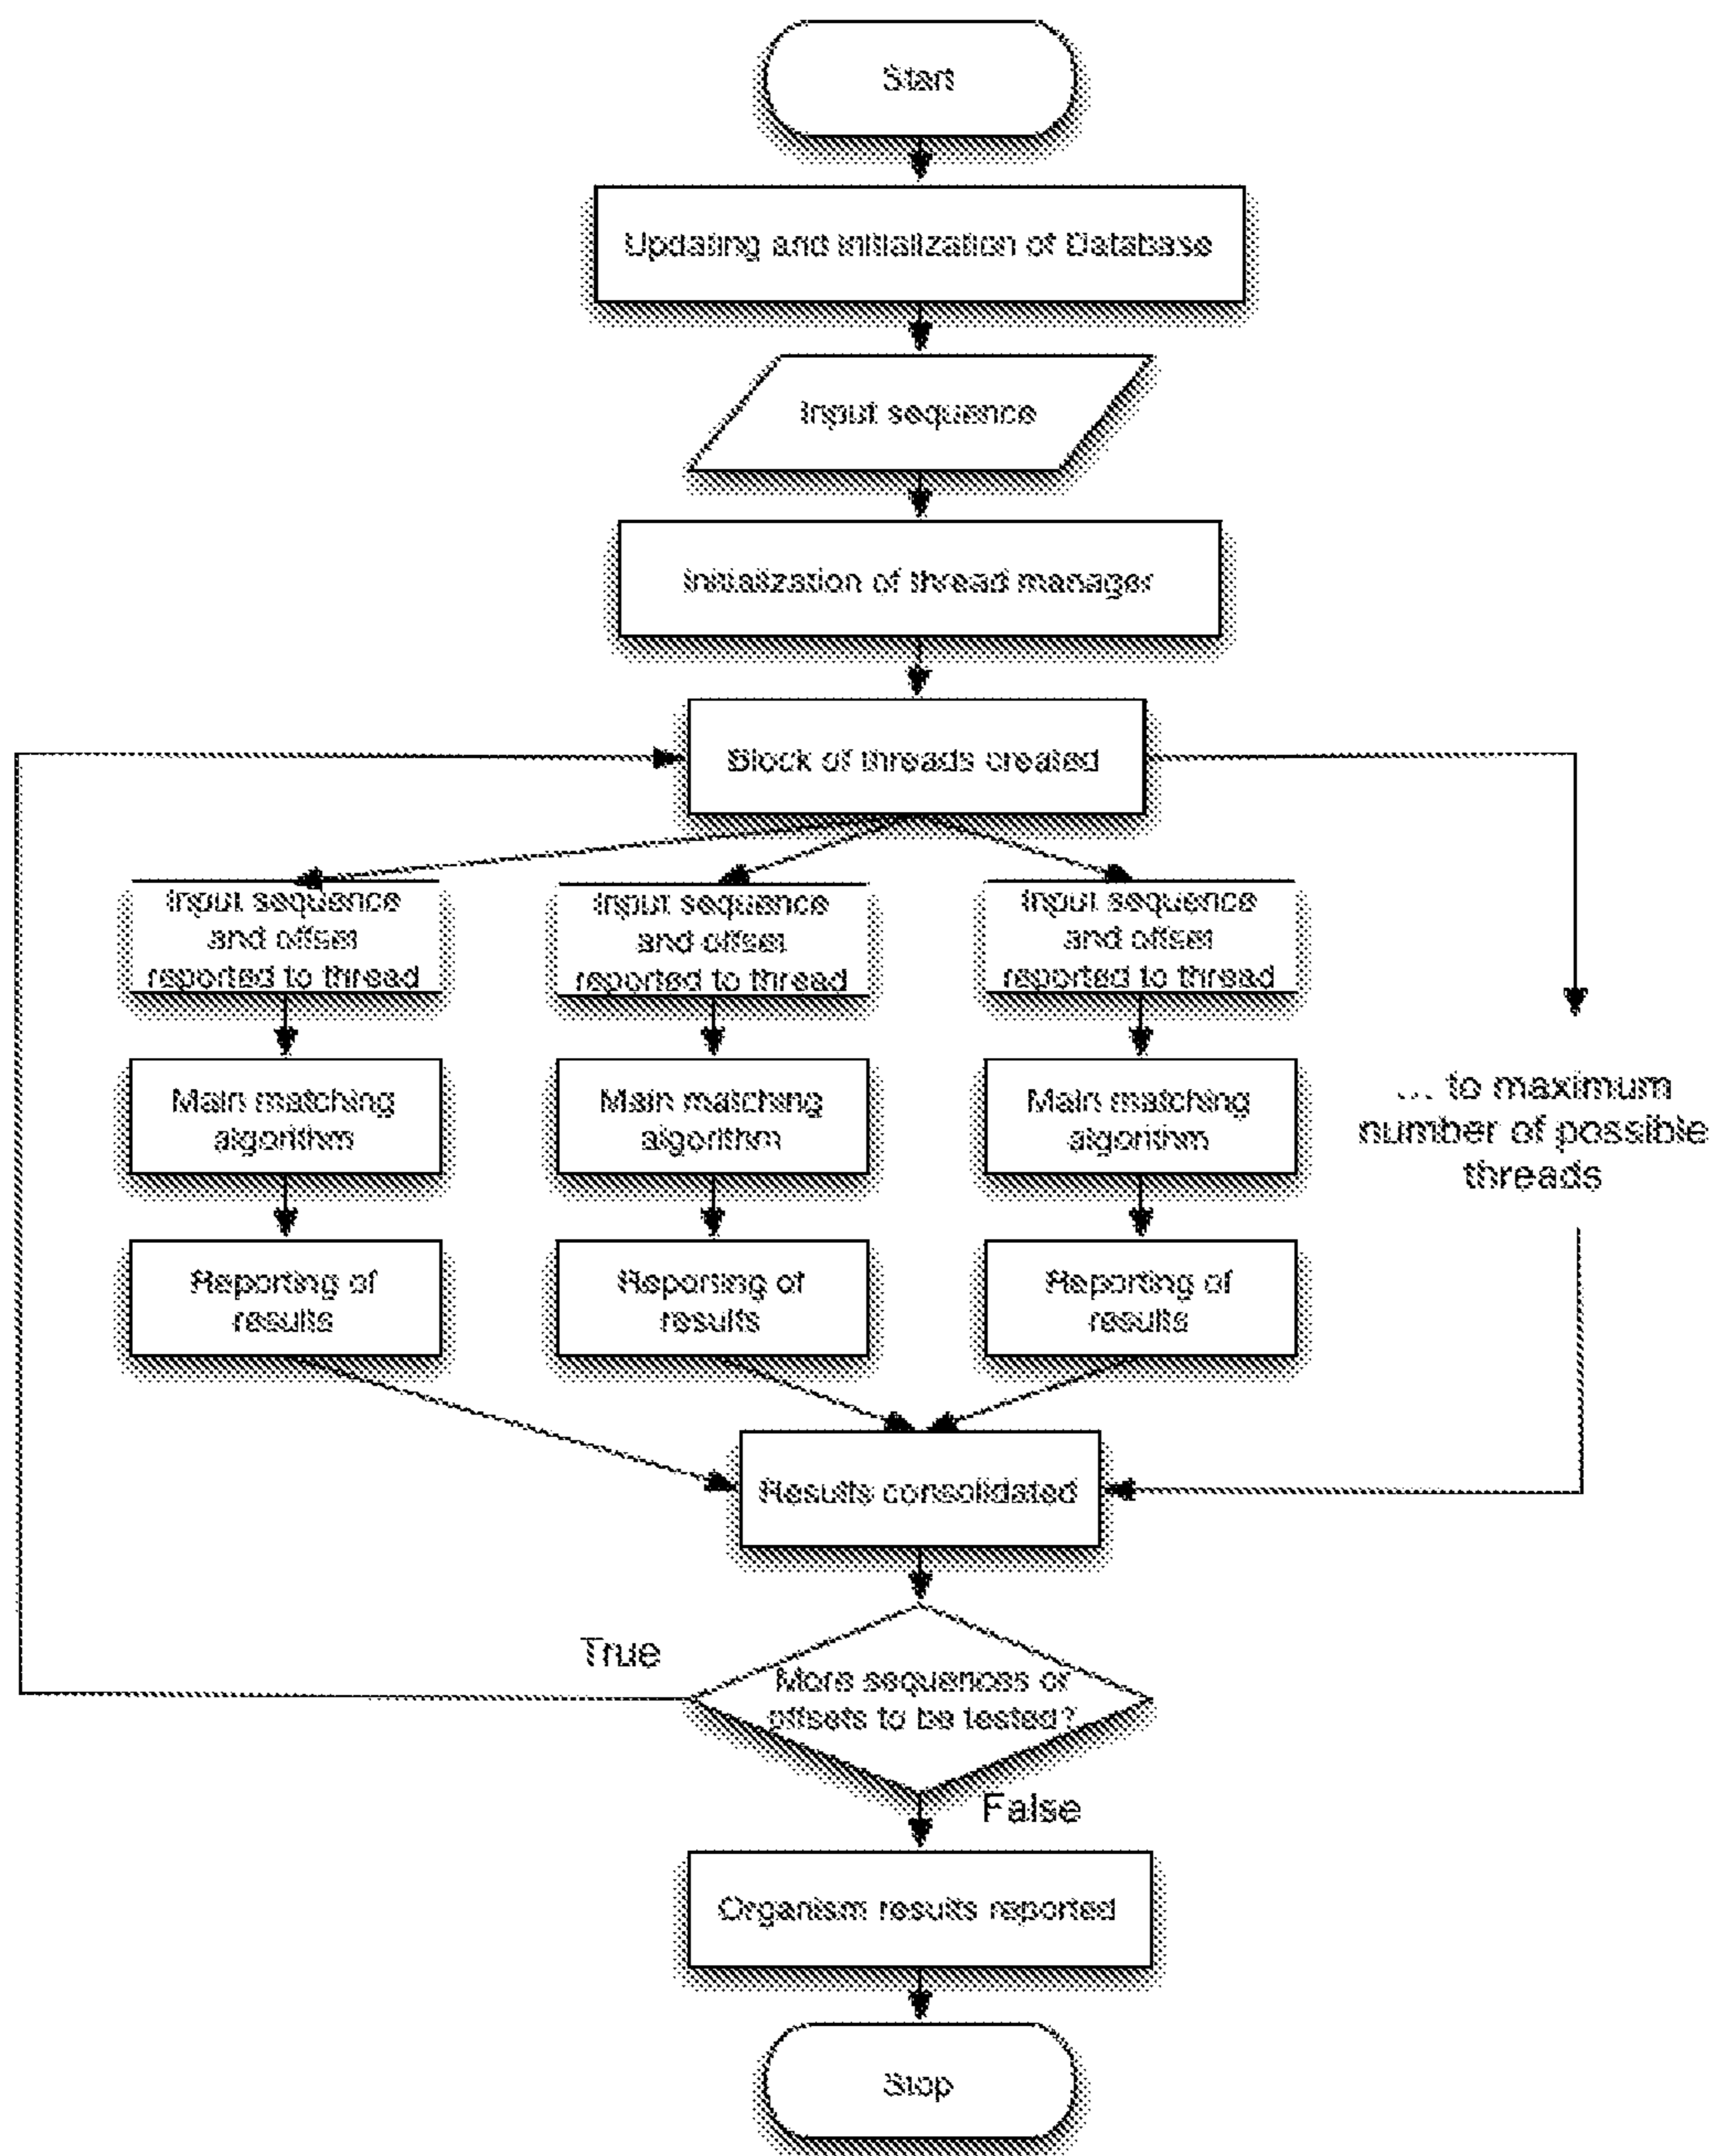 Start
Updating and initialization of Database
Input sequence
Initialization of thread manager
Block of threads created
Input sequence
and offset
reported to thread
Input sequence
and offset
reported to thread
Input sequence
and offset
reported to thread
Main matching
algorithm
Main matching
algorithm
Main matching
algorithm
... to maximum
number of possible
threads
Reporting of
results
Reporting of
results
Reporting of
results
Results consolidated
True
More sequences or
offsets to be tested?
False
Organism results reported
Stop